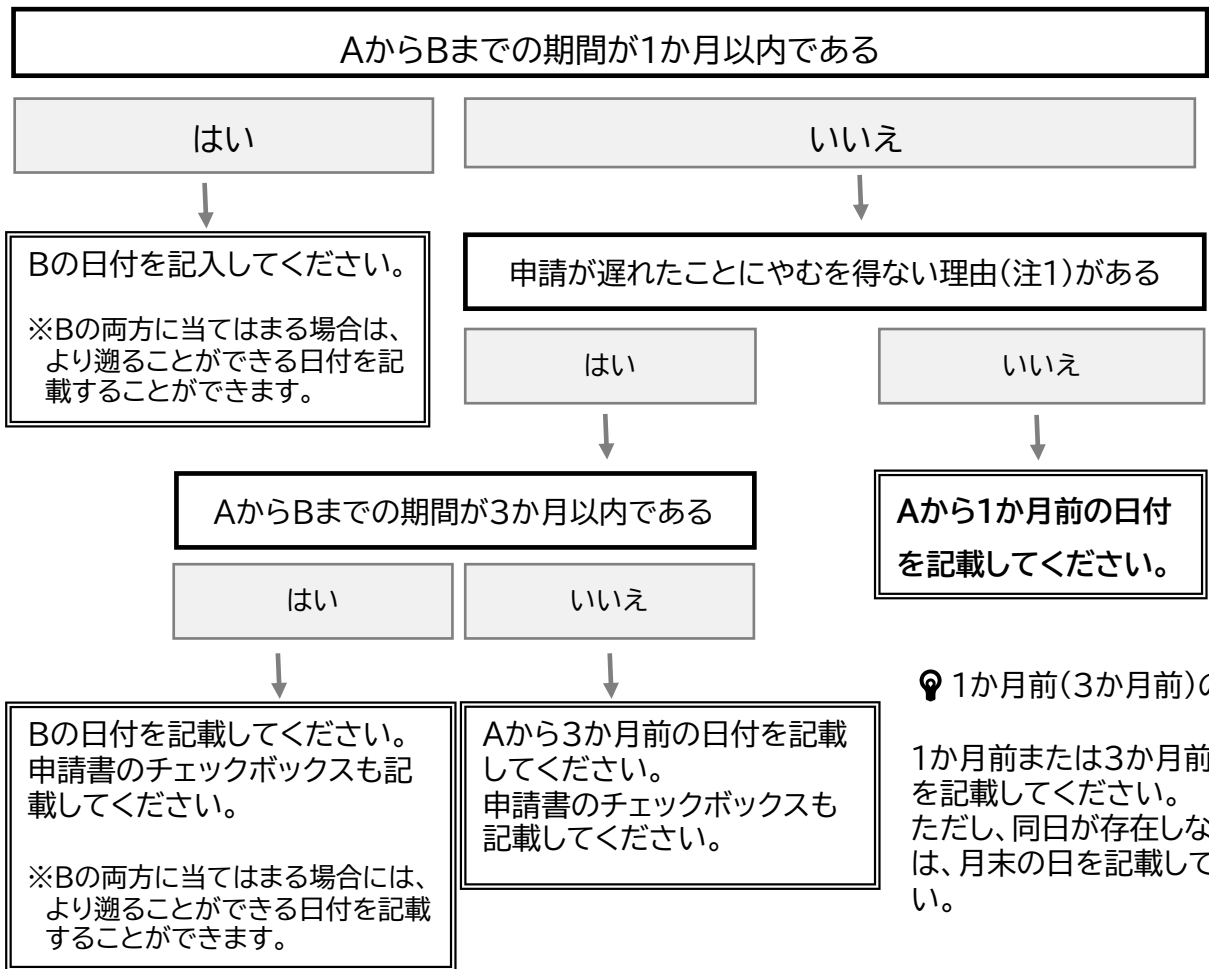 AからBまでの期間が1か月以内である
はい
いいえ
Bの日付を記入してください。
※Bの両方に当てはまる場合は、
より遡ることができる日付を記
載することができます。
申請が遅れたことにやむを得ない理由(注1)がある
はい
いいえ
AからBまでの期間が3か月以内である
Aから1か月前の日付
を記載してください。
はい
いいえ
Bの日付を記載してください。
申請書のチェックボックスも記
載してください。
※Bの両方に当てはまる場合には、
より遡ることができる日付を記載
することができます。
Aから3か月前の日付を記載
してください。
申請書のチェックボックスも
記載してください。
1か月前(3か月前)の
1か月前または3か月前
を記載してください。
ただし、同日が存在しな
は、月末の日を記載して
い。